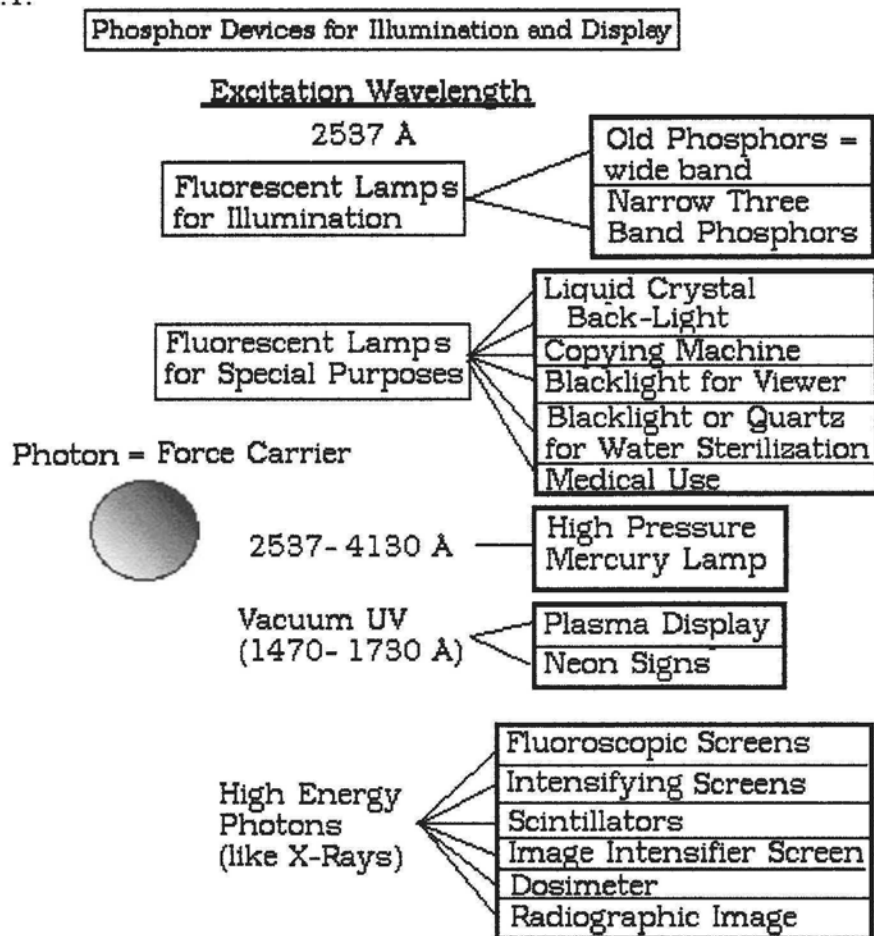 .1.
Phosphor Devices for Illumination and Display
Excitation Wavelength
2537 Å
Fluorescent Lamps
for Illumination
Old Phosphors =
wide band
Narrow Three
Band Phosphors
Fluorescent Lamps
for Special Purposes
Liquid Crystal
Back-Light
Copying Machine
Blacklight for Viewer
Blacklight or Quartz
for Water Sterilization
Medical Use
Photon = Force Carrier
2537- 4130 Å
High Pressure
Mercury Lamp
Vacuum UV
(1470- 1730 Å)
Plasma Display
Neon Signs
High Energy
Photons
(like X-Rays)
Fluoroscopic Screens
Intensifying Screens
Scintillators
Image Intensifier Screen
Dosimeter
Radiographic Image